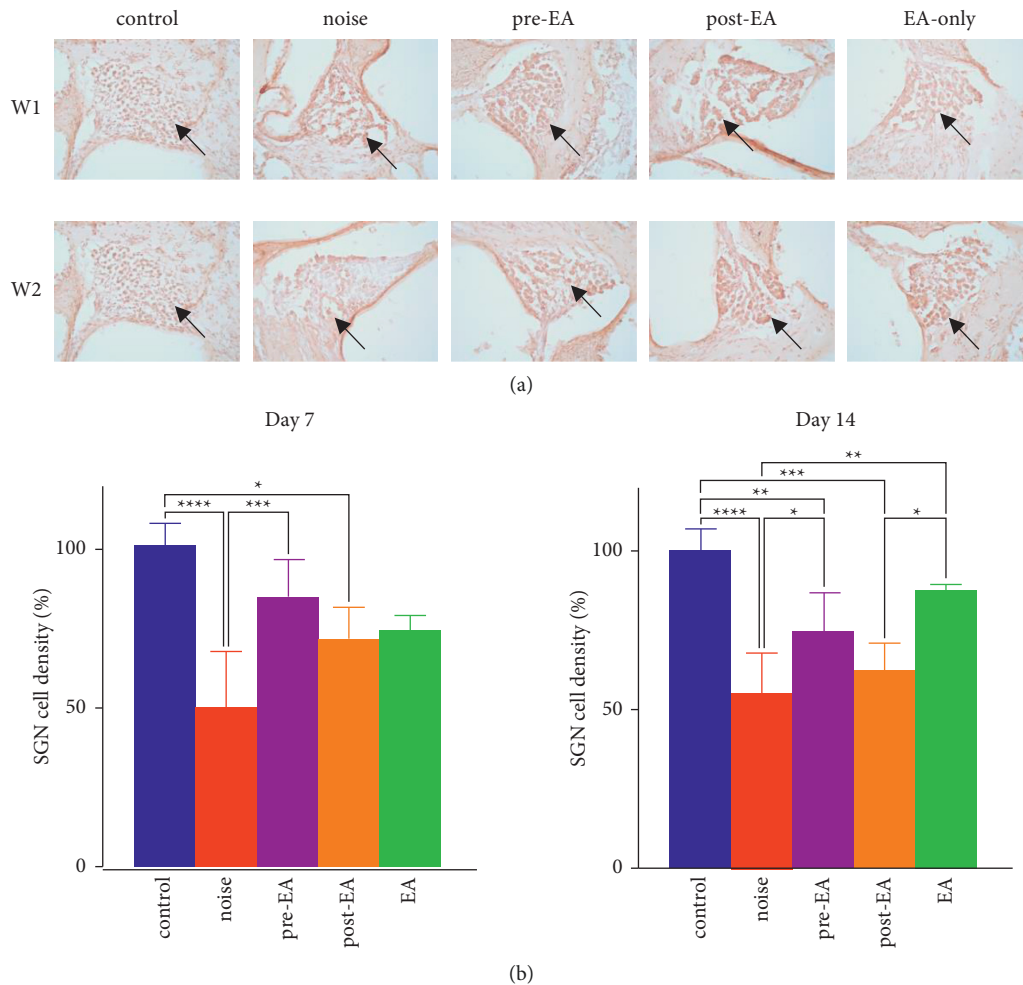 control noise pre-EA post-EA EA-only
W1
W2
(a)
Day 7
SGN cell density (%)
100
50
0
*
**** ***
control noise pre-EA post-EA EA
Day 14
SGN cell density (%)
100
50
0
**
***
**
**** * *
control noise pre-EA post-EA EA
(b)